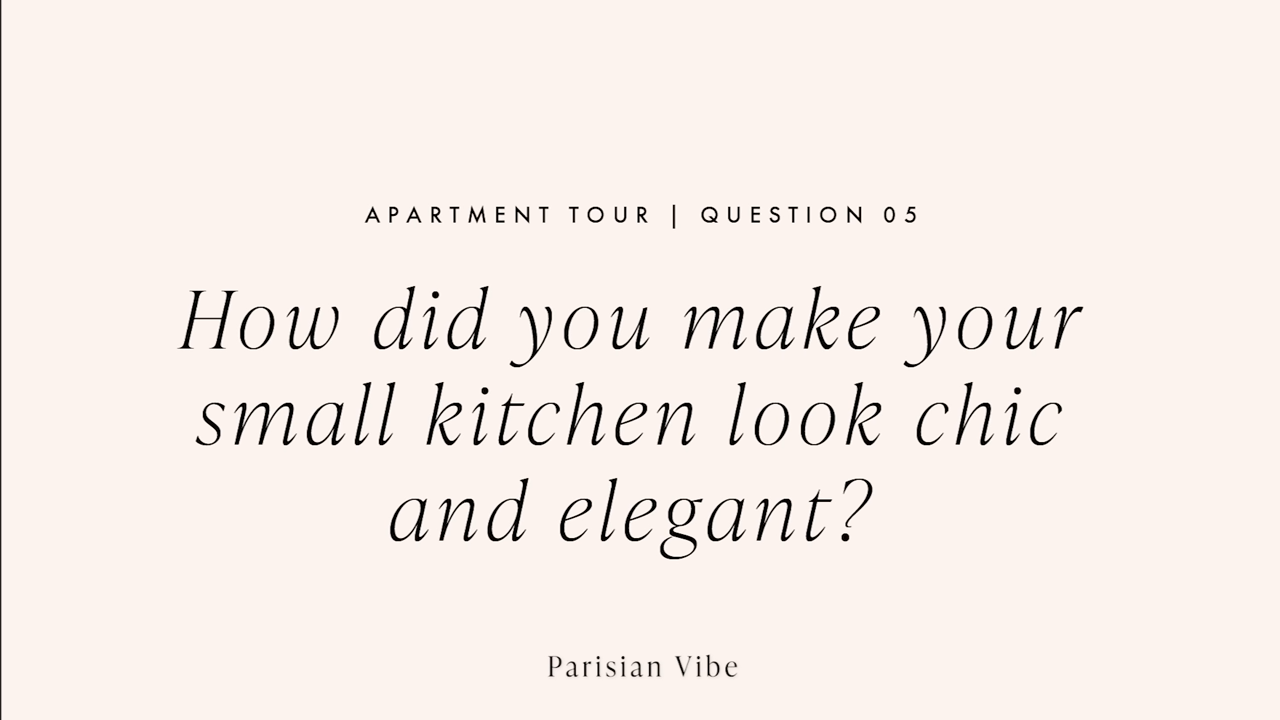 APARTMENT TOUR | QUESTION 05
How did you make your
small kitchen look chic
and elegant?
Parisian Vibe